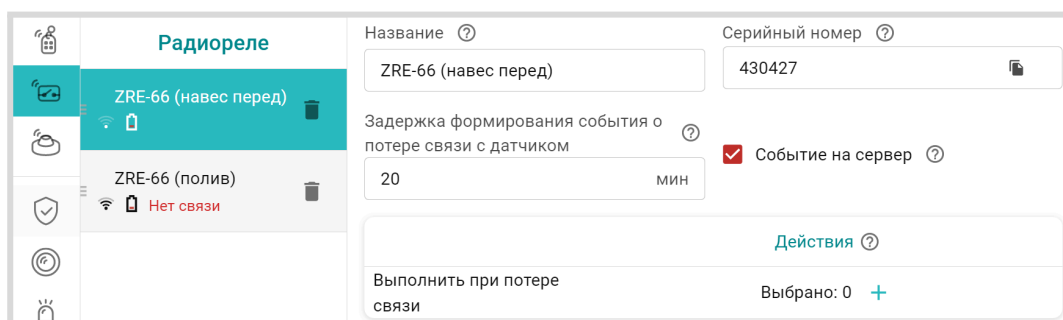 Радиореле
ZRE-66 (навес перед)
ZRE-66 (полив)
Нет связи
Название
ZRE-66 (навес перед)
Серийный номер
430427
Задержка формирования события о
потере связи с датчиком
20 мин
Событие на сервер
Действия
Выполнить при потере
связи
Выбрано: 0